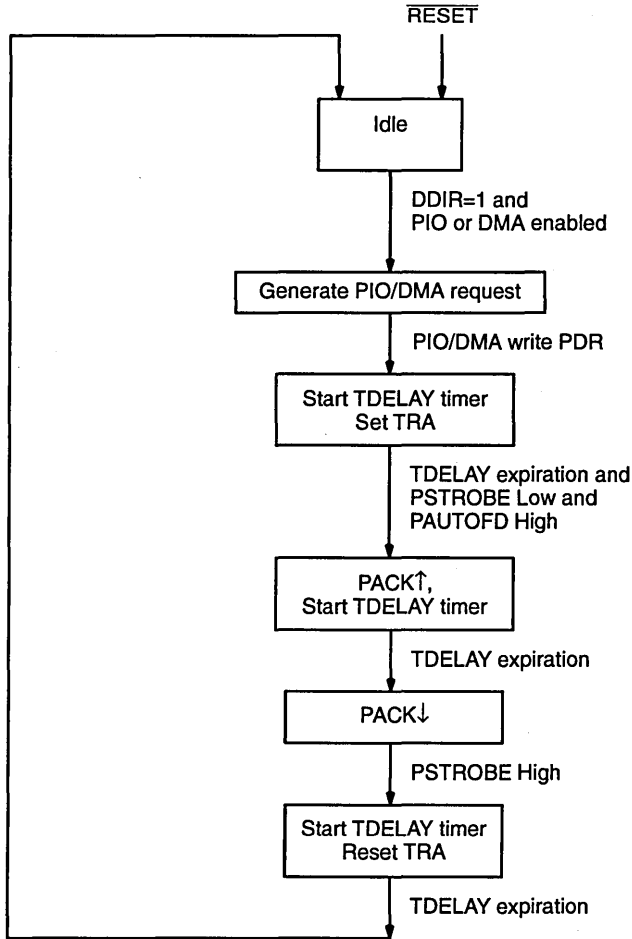 RESET
Idle
DDIR=1 and
PIO or DMA enabled
Generate PIO/DMA request
PIO/DMA write PDR
Start TDELAY timer
Set TRA
TDELAY expiration and
PSTROBE Low and
PAUTOFD High
PACK↑,
Start TDELAY timer
TDELAY expiration
PACK↓
PSTROBE High
Start TDELAY timer
Reset TRA
TDELAY expiration